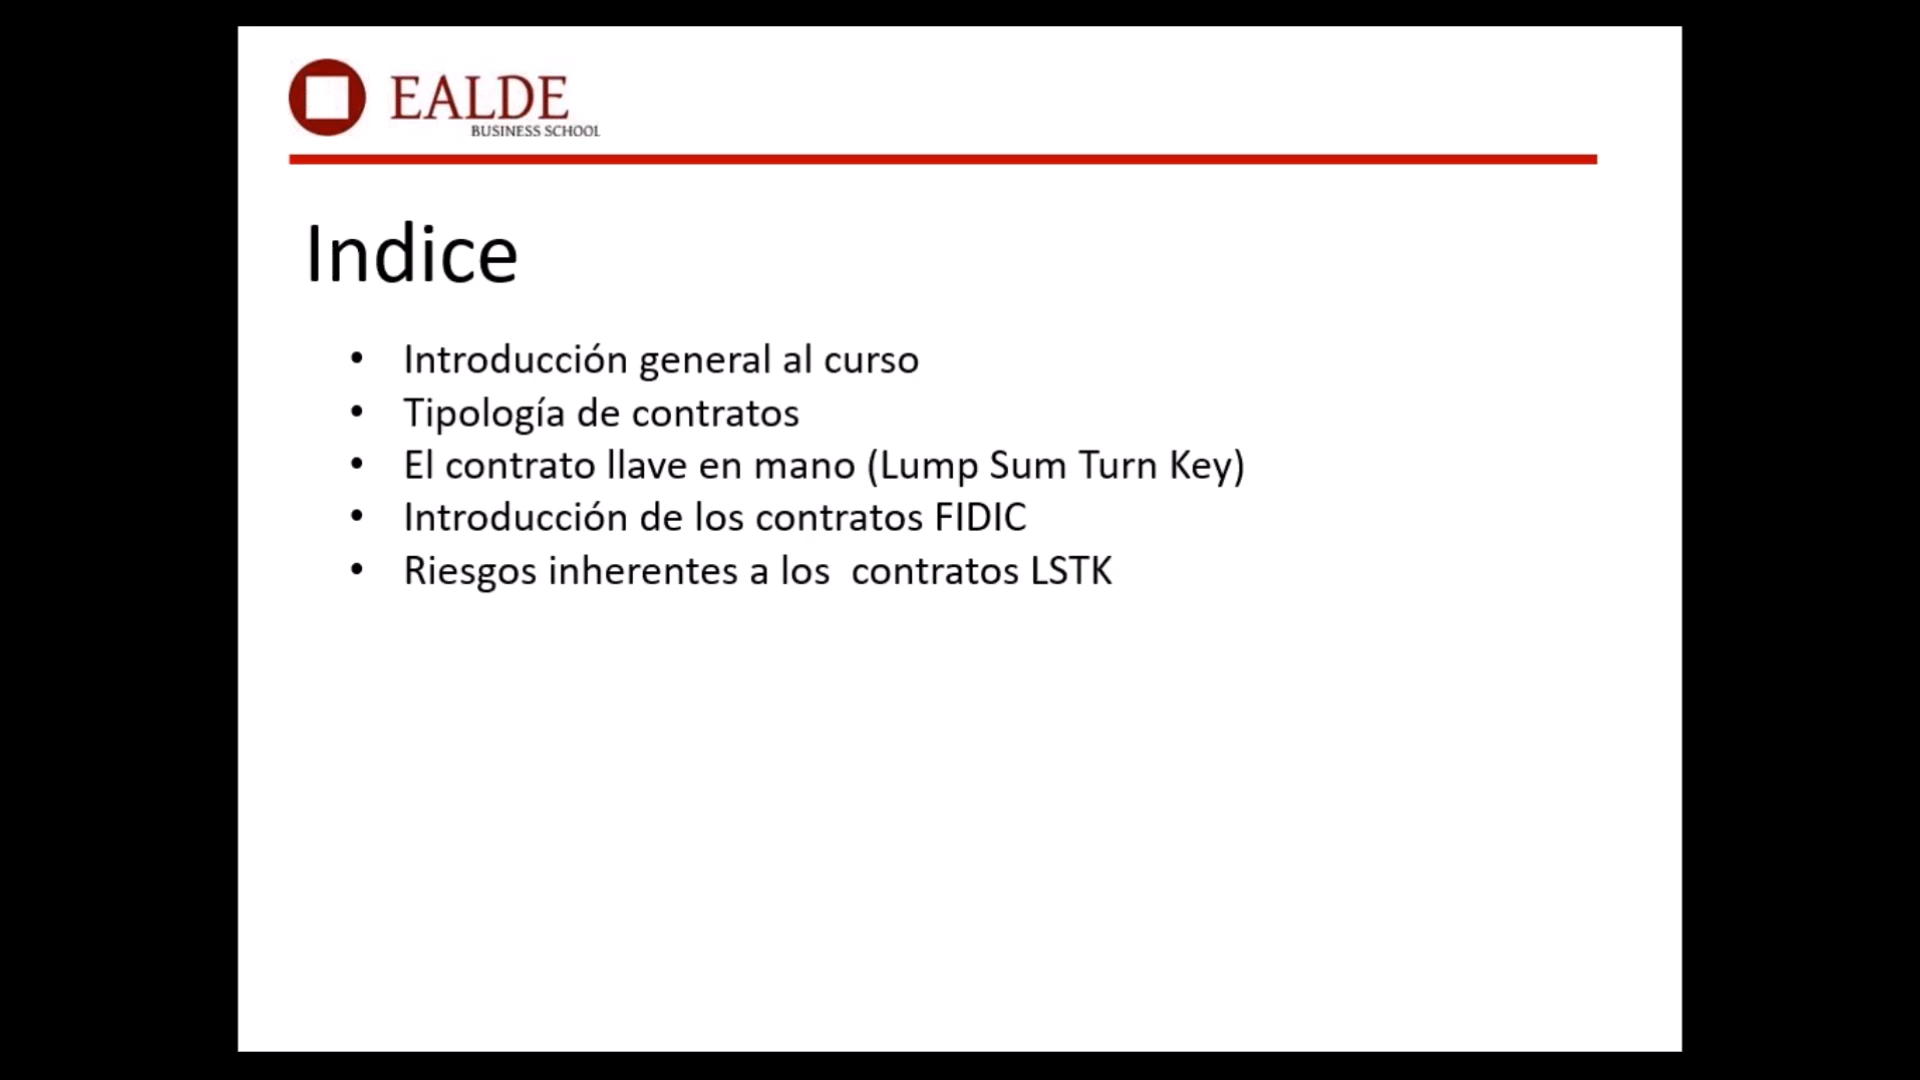 EALDE
BUSINESS SCHOOL
Indice
• Introducción general al curso
• Tipología de contratos
• El contrato llave en mano (Lump Sum Turn Key)
• Introducción de los contratos FIDIC
• Riesgos inherentes a los  contratos LSTK